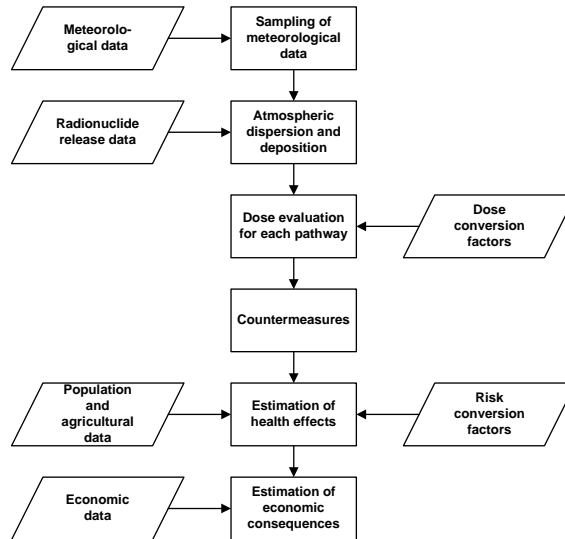 Meteorolo-
gical data
Sampling of
meteorological
data
Radionuclide
release data
Atmospheric
dispersion and
deposition
Dose evaluation
for each pathway
Dose
conversion
factors
Countermeasures
Population
and
agricultural
data
Estimation of
health effects
Risk
conversion
factors
Economic
data
Estimation of
economic
consequences